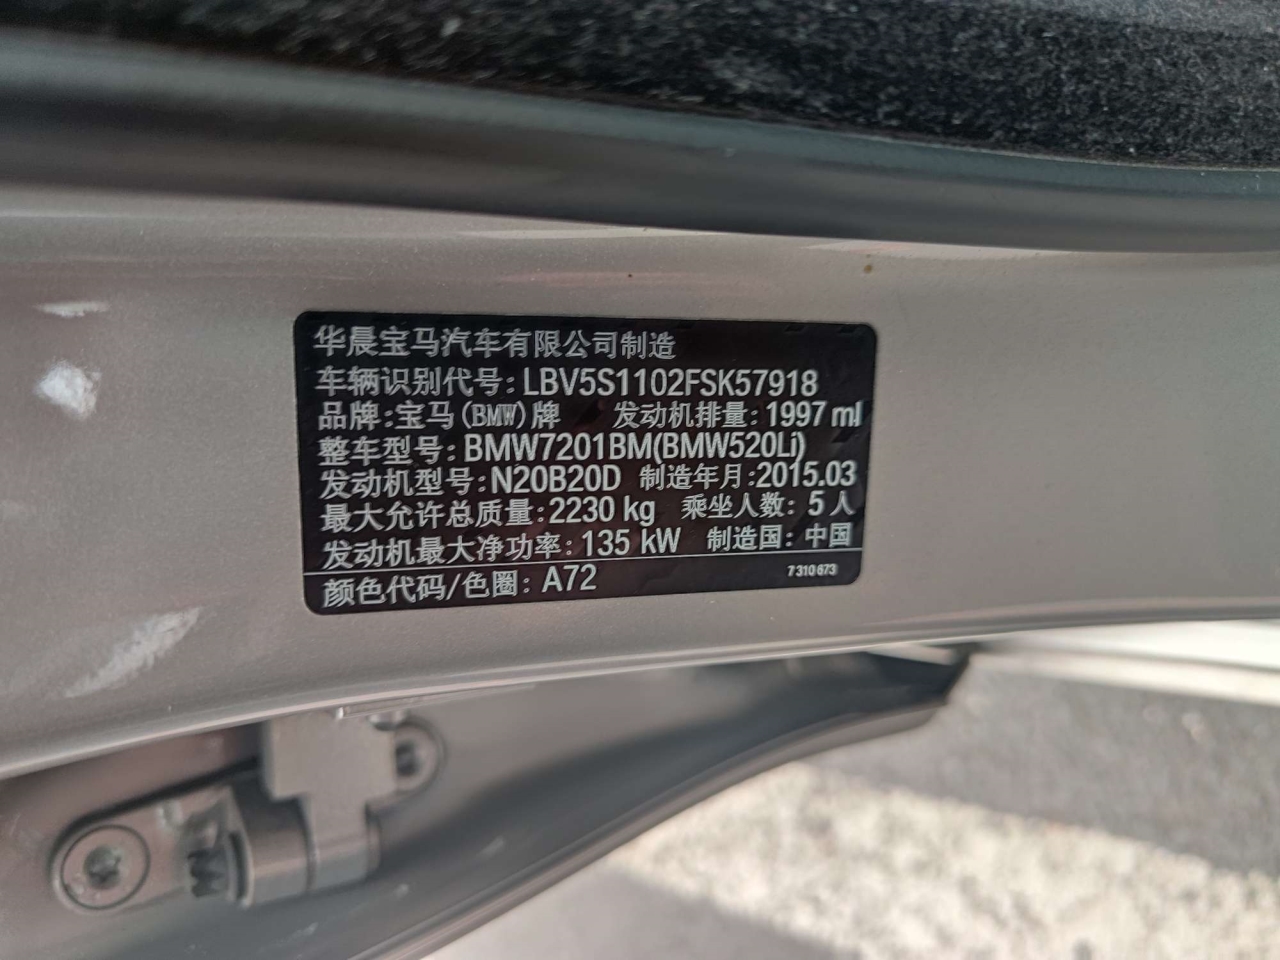 华晨宝马汽车有限公司制造
车辆识别代号: LBV5S1102FSK57918
品牌: 宝马(BMW)牌 发动机排量: 1997 ml
整车型号: BMW7201BM(BMW520Li)
发动机型号: N20B20D 制造年月: 2015.03
最大允许总质量: 2230 kg 乘坐人数: 5 人
发动机最大净功率: 135 kW 制造国: 中国
颜色代码/色圈: A72 7310673